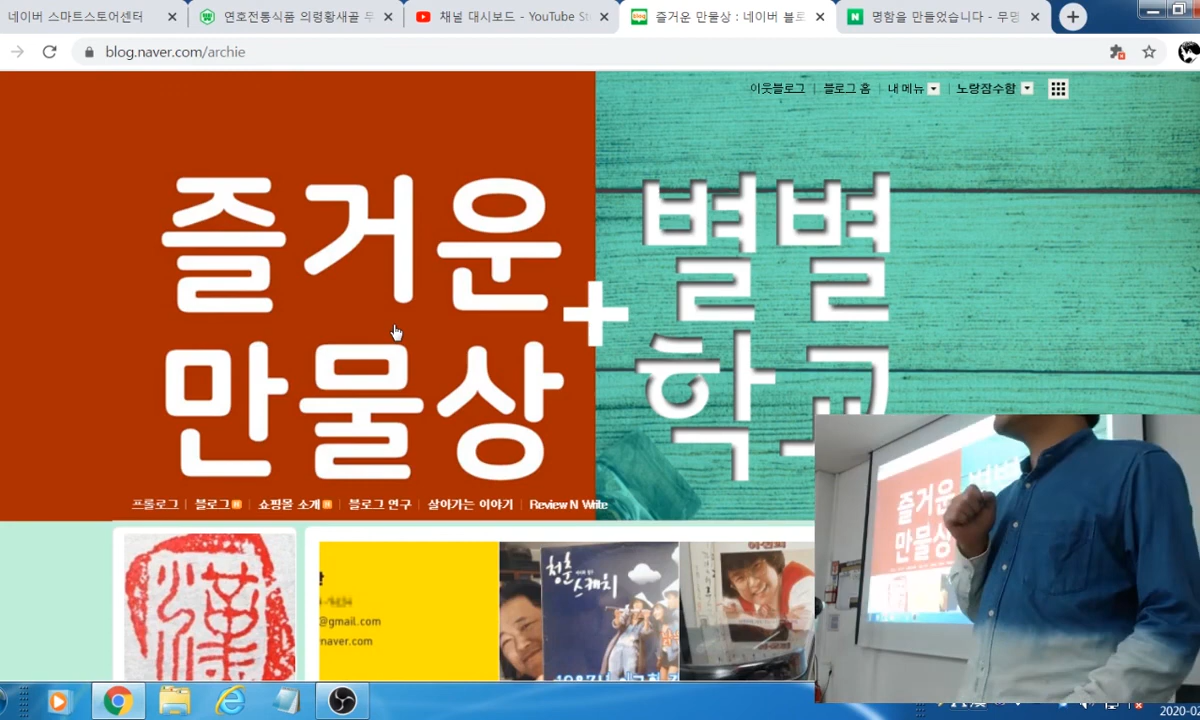 네이버 스마트스토어센터
연호전통식품 의령황새골 두
채널 대시보드 - YouTube St
즐거운 만물상 : 네이버 블로
명함을 만들었습니다 - 무명
blog.naver.com/archie
이웃블로그 | 블로그 홈 | 내 메뉴 | 노랑잠수함
즐거운
만물상
+
별별
학교
프롤로그 | 블로그 | 쇼핑몰 소개 | 블로그 연구 | 살아가는 이야기 | Review N Write
@gmail.com
naver.com
청춘
스케치
즐거운
만물상
별별
2020-02